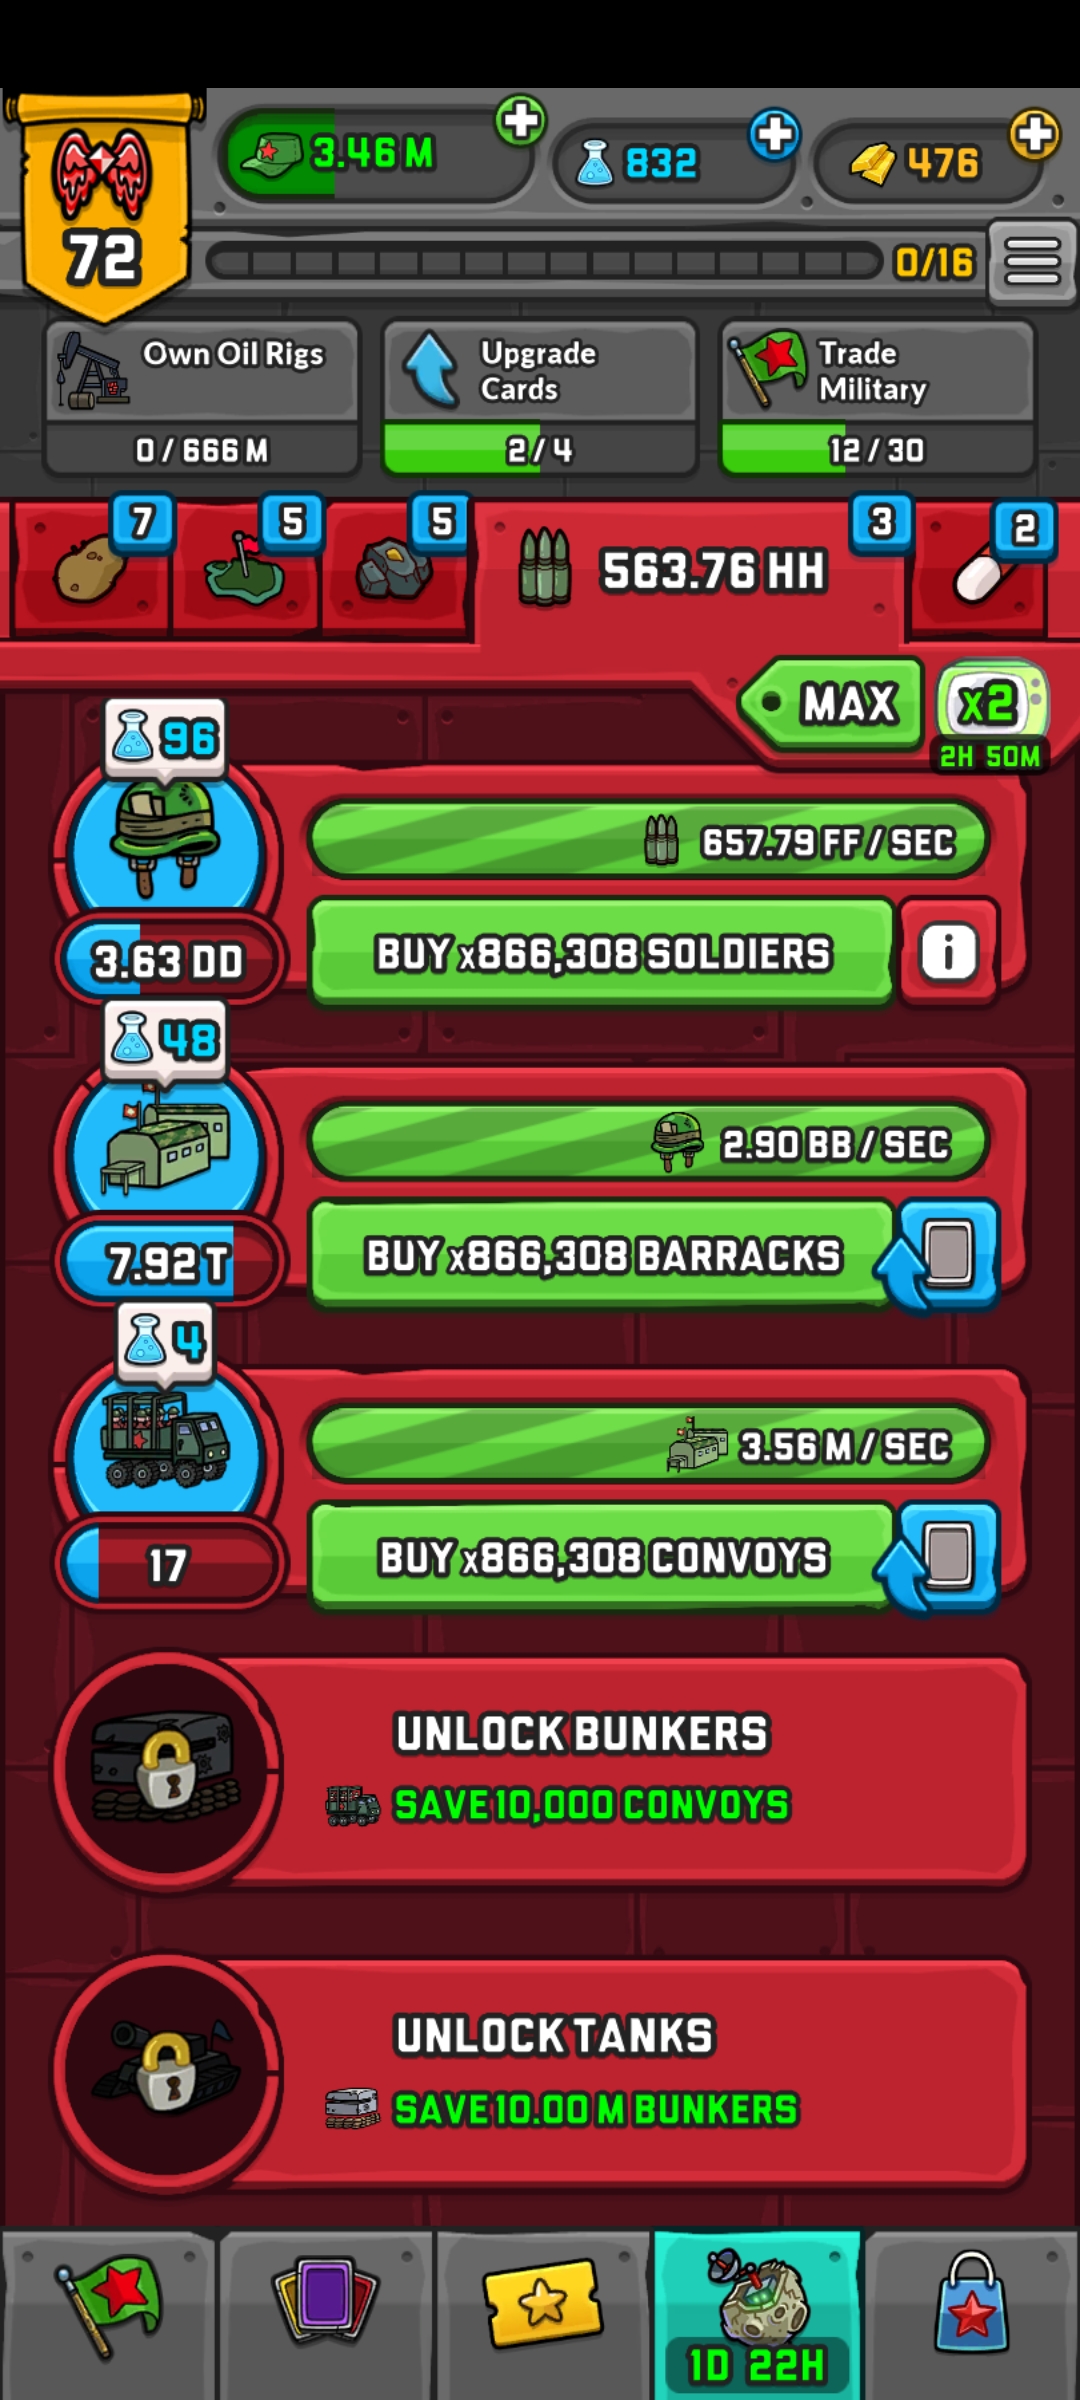 72
3.46 M
832
476
0/16
Own Oil Rigs
0 / 666 M
Upgrade
Cards
2 / 4
Trade
Military
12 / 30
7
5
5
563.76 HH
3
2
MAX
x2
2H 50M
96
657.79 FF / SEC
3.63 DD
BUY x866,308 SOLDIERS
i
48
2.90 BB / SEC
7.92 T
BUY x866,308 BARRACKS
4
3.56 M / SEC
17
BUY x866,308 CONVOYS
UNLOCK BUNKERS
SAVE 10,000 CONVOYS
UNLOCK TANKS
SAVE 10.00 M BUNKERS
1D 22H